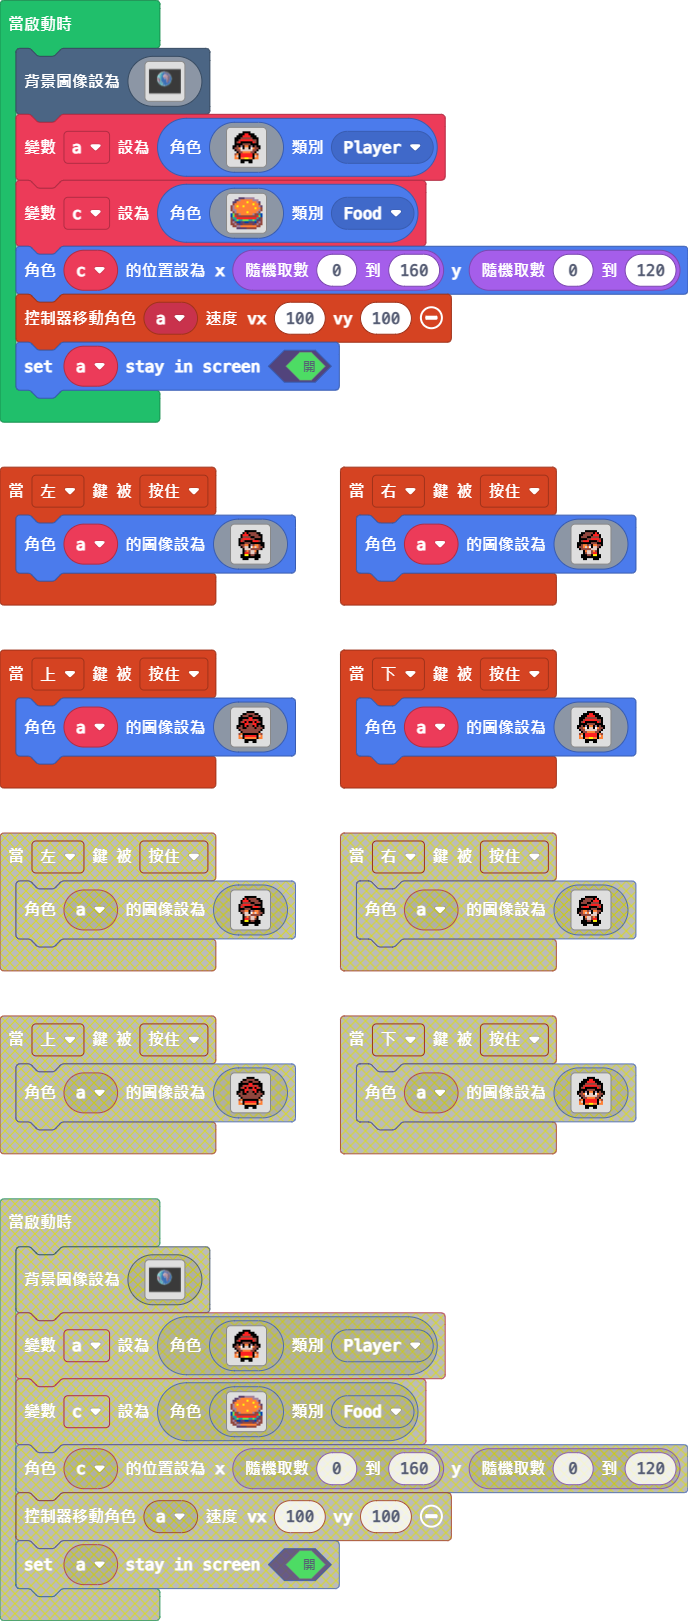 當啟動時
背景圖像設為
變數 a 設為 角色 類別 Player
變數 c 設為 角色 類別 Food
角色 c 的位置設為 x 隨機取數 0 到 160 y 隨機取數 0 到 120
控制器移動角色 a 速度 vx 100 vy 100
set a stay in screen 開
當 左 鍵 被 按住
角色 a 的圖像設為
當 右 鍵 被 按住
角色 a 的圖像設為
當 上 鍵 被 按住
角色 a 的圖像設為
當 下 鍵 被 按住
角色 a 的圖像設為
當 左 鍵 被 按住
角色 a 的圖像設為
當 右 鍵 被 按住
角色 a 的圖像設為
當 上 鍵 被 按住
角色 a 的圖像設為
當 下 鍵 被 按住
角色 a 的圖像設為
當啟動時
背景圖像設為
變數 a 設為 角色 類別 Player
變數 c 設為 角色 類別 Food
角色 c 的位置設為 x 隨機取數 0 到 160 y 隨機取數 0 到 120
控制器移動角色 a 速度 vx 100 vy 100
set a stay in screen 開